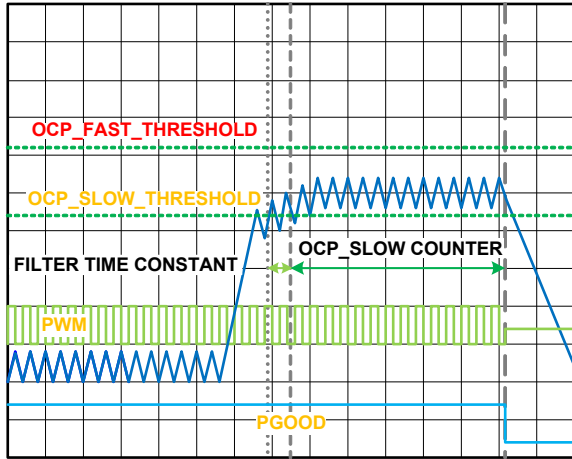 OCP_FAST_THRESHOLD
OCP_SLOW_THRESHOLD
OCP_SLOW COUNTER
FILTER TIME CONSTANT
PWM
PGOOD